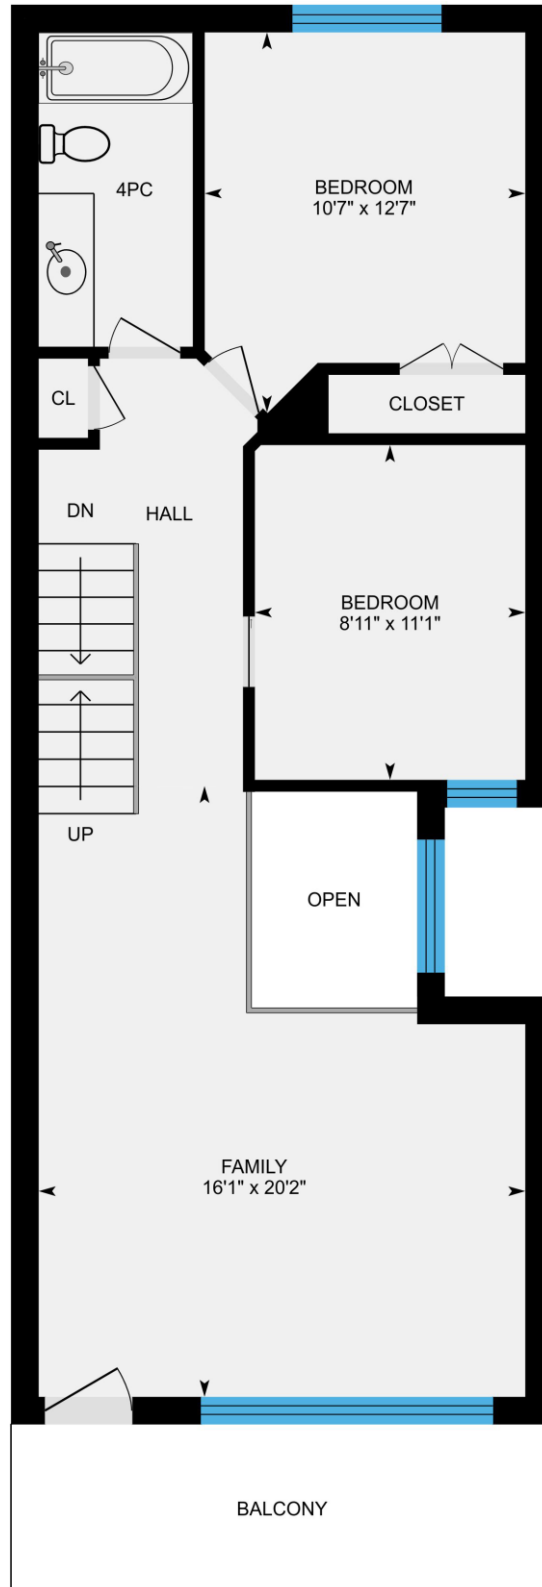 4PC
BEDROOM
10'7" x 12'7"
CL
CLOSET
DN
HALL
BEDROOM
8'11" x 11'1"
UP
OPEN
FAMILY
16'1" x 20'2"
BALCONY